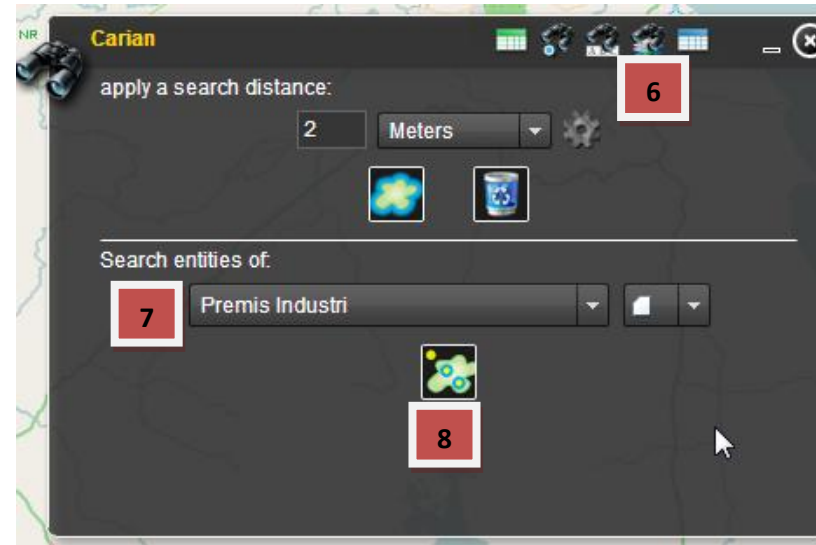 NR
Carian
6
apply a search distance:
2 Meters
Search entities of:
7 Premis Industri
8